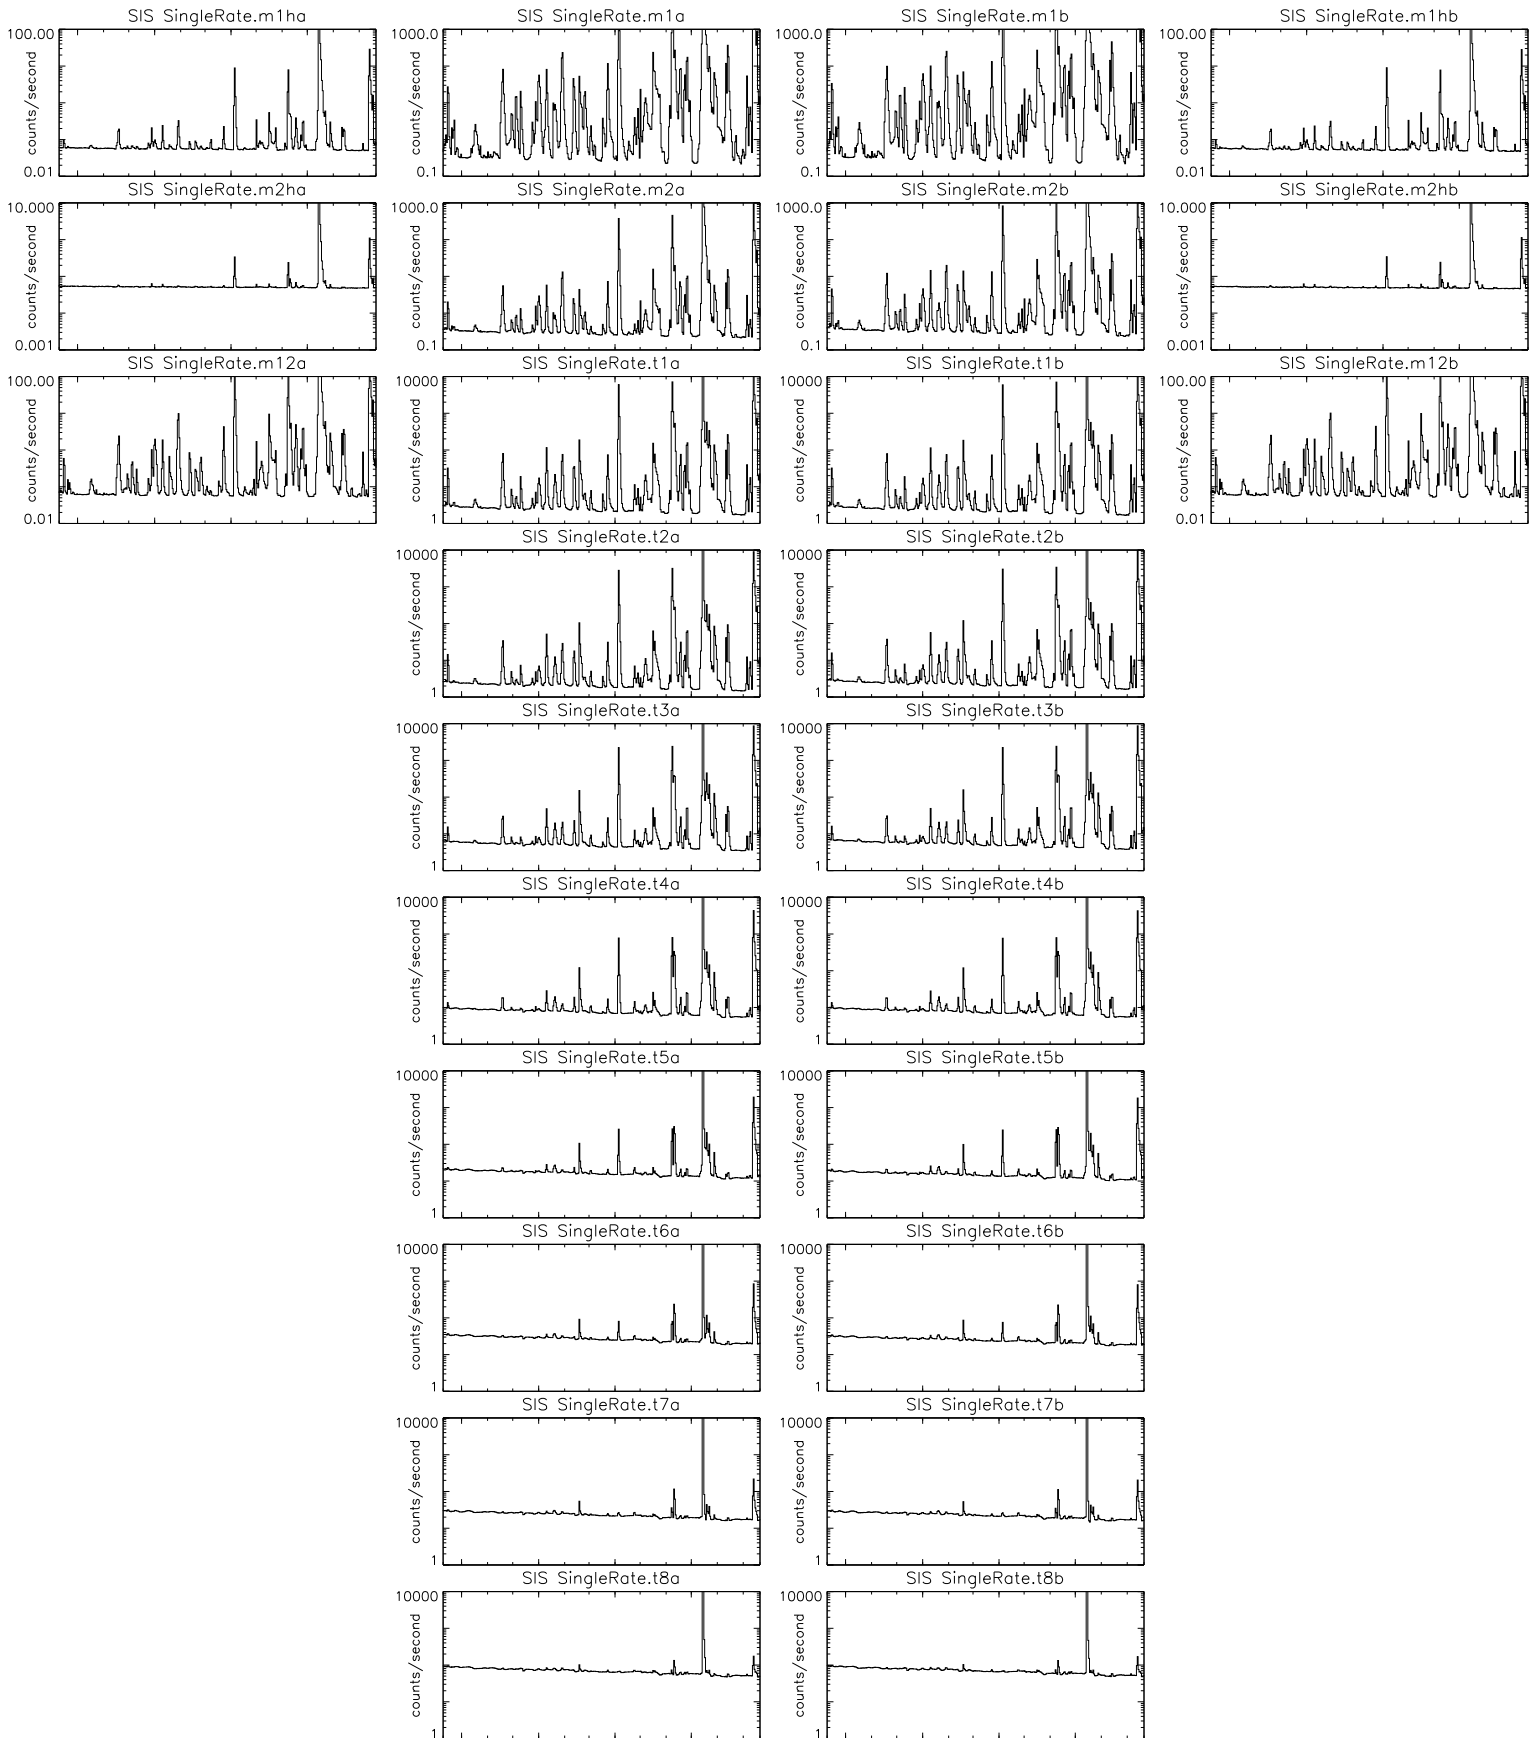 SIS SingleRate.m1ha
100.00
counts/second
0.01
SIS SingleRate.m1a
1000.0
counts/second
0.1
SIS SingleRate.m1b
1000.0
counts/second
0.1
SIS SingleRate.m1hb
100.00
counts/second
0.01
SIS SingleRate.m2ha
10.000
counts/second
0.001
SIS SingleRate.m2a
1000.0
counts/second
0.1
SIS SingleRate.m2b
1000.0
counts/second
0.1
SIS SingleRate.m2hb
10.000
counts/second
0.001
SIS SingleRate.m12a
100.00
counts/second
0.01
SIS SingleRate.t1a
10000
counts/second
1
SIS SingleRate.t1b
10000
counts/second
1
SIS SingleRate.m12b
100.00
counts/second
0.01
SIS SingleRate.t2a
10000
counts/second
1
SIS SingleRate.t2b
10000
counts/second
1
SIS SingleRate.t3a
10000
counts/second
1
SIS SingleRate.t3b
10000
counts/second
1
SIS SingleRate.t4a
10000
counts/second
1
SIS SingleRate.t4b
10000
counts/second
1
SIS SingleRate.t5a
10000
counts/second
1
SIS SingleRate.t5b
10000
counts/second
1
SIS SingleRate.t6a
10000
counts/second
1
SIS SingleRate.t6b
10000
counts/second
1
SIS SingleRate.t7a
10000
counts/second
1
SIS SingleRate.t7b
10000
counts/second
1
SIS SingleRate.t8a
10000
counts/second
1
SIS SingleRate.t8b
10000
counts/second
1